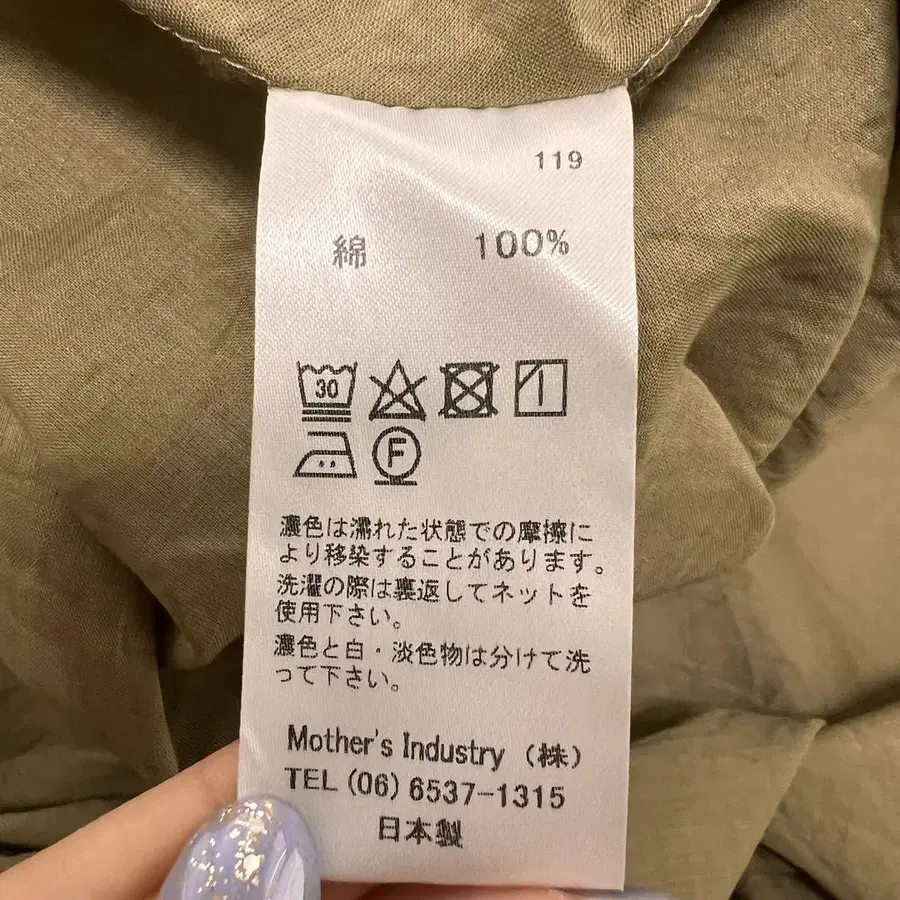 119
綿 100%
30
F
濃色は濡れた状態での摩擦に
より移染することがあります。
洗濯の際は裏返してネットを
使用下さい。
濃色と白・淡色物は分けて洗
って下さい。
Mother's Industry (株)
TEL (06) 6537-1315
日本製